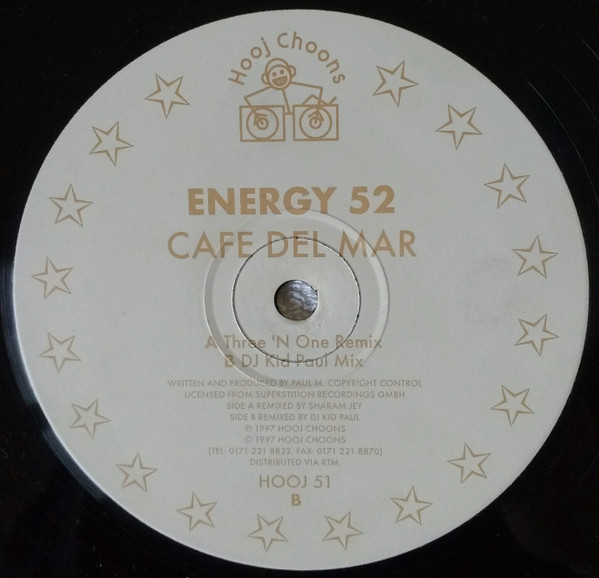 Hooj Choons
ENERGY 52
CAFE DEL MAR
A Three 'N One Remix
B DJ Kid Paul Mix
WRITTEN AND PRODUCED BY PAUL M. COPYRIGHT CONTROL
LICENSED FROM SUPERSTITION RECORDINGS GMBH
SIDE A REMIXED BY SHARAM JEY
SIDE B REMIXED BY DJ KID PAUL
℗ 1997 HOOJ CHOONS
© 1997 HOOJ CHOONS
(TEL: 0171 221 8822. FAX: 0171 221 8870)
DISTRIBUTED VIA RTM.
HOOJ 51
B